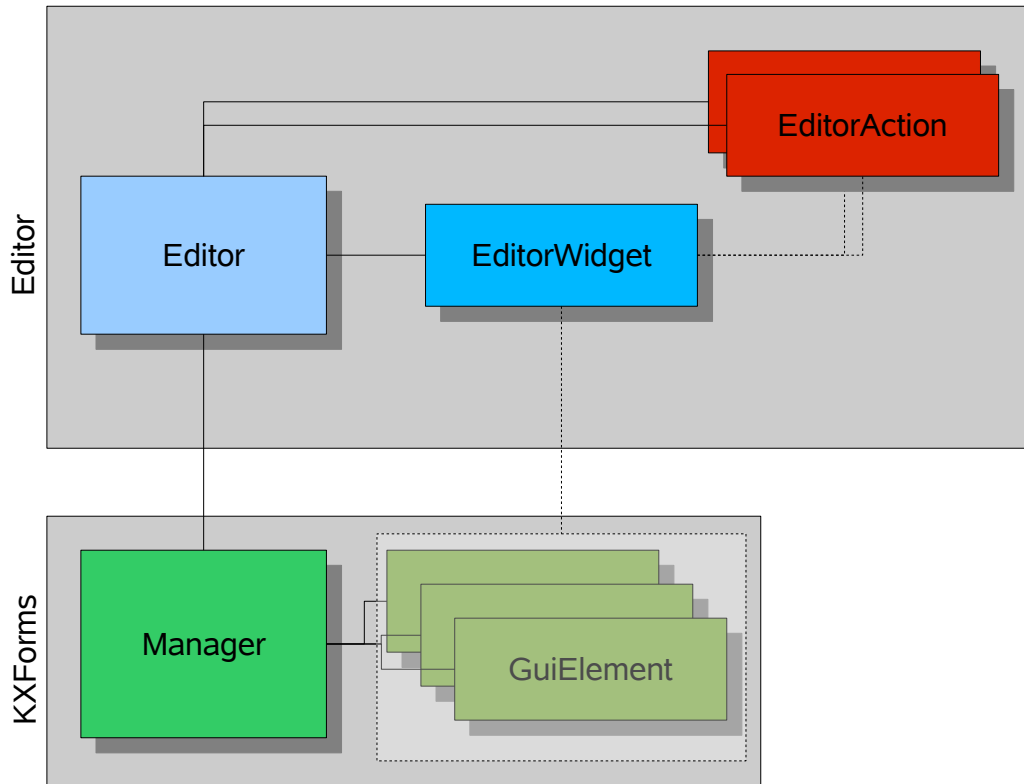 EditorAction
Editor
Editor
EditorWidget
KXForms
Manager
GuiElement